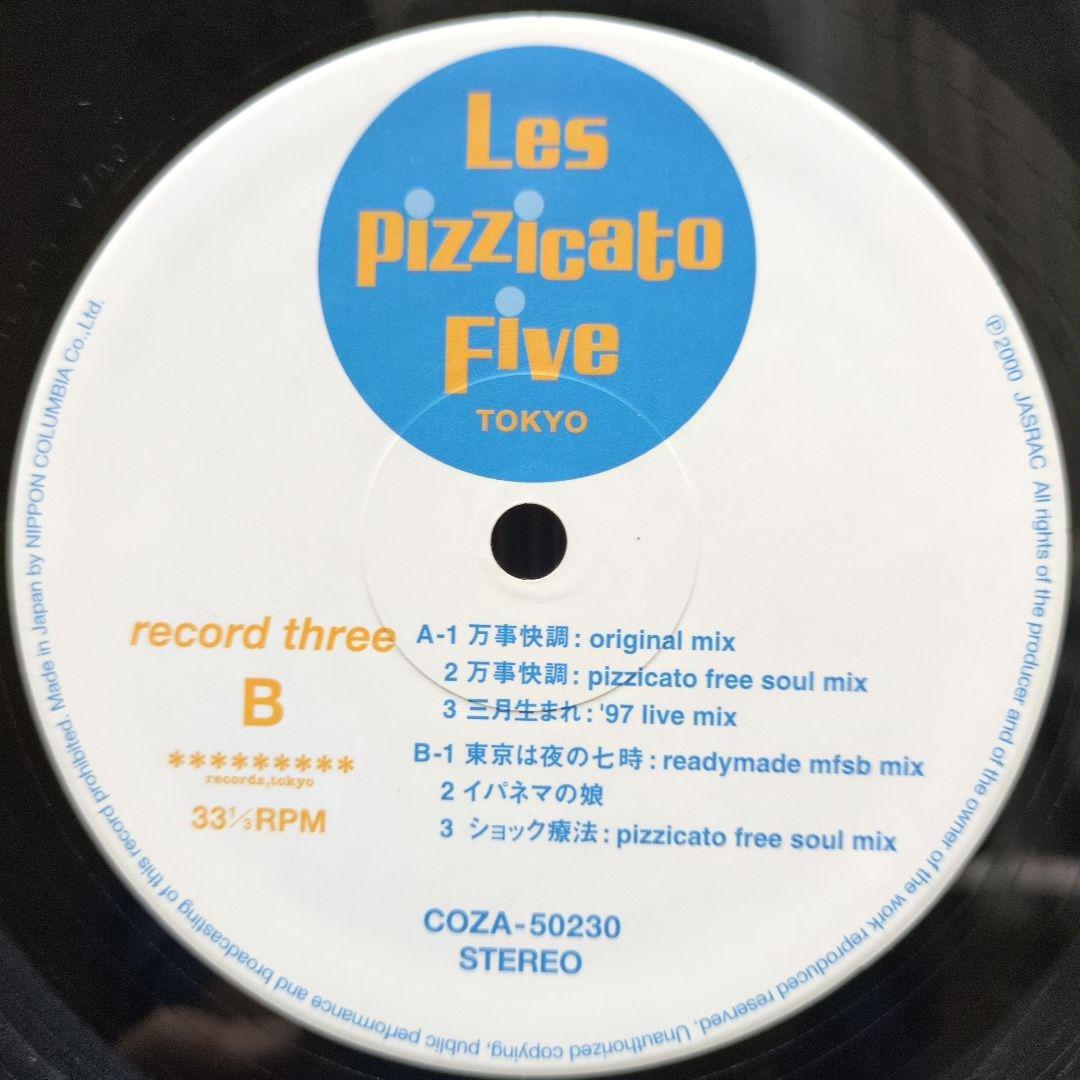 Les
pizzicato
Five
TOKYO
record three
B
*********
records,tokyo
33⅓RPM
A-1 万事快調: original mix
2 万事快調: pizzicato free soul mix
3 三月生まれ: '97 live mix
B-1 東京は夜の七時: readymade mfsb mix
2 イパネマの娘
3 ショック療法: pizzicato free soul mix
COZA-50230
STEREO
℗2000 JASRAC All rights of the producer and of the owner of the work reproduced reserved. Unauthorized copying, public performance and broadcasting of this record prohibited. Made in Japan by NIPPON COLUMBIA Co.,Ltd.